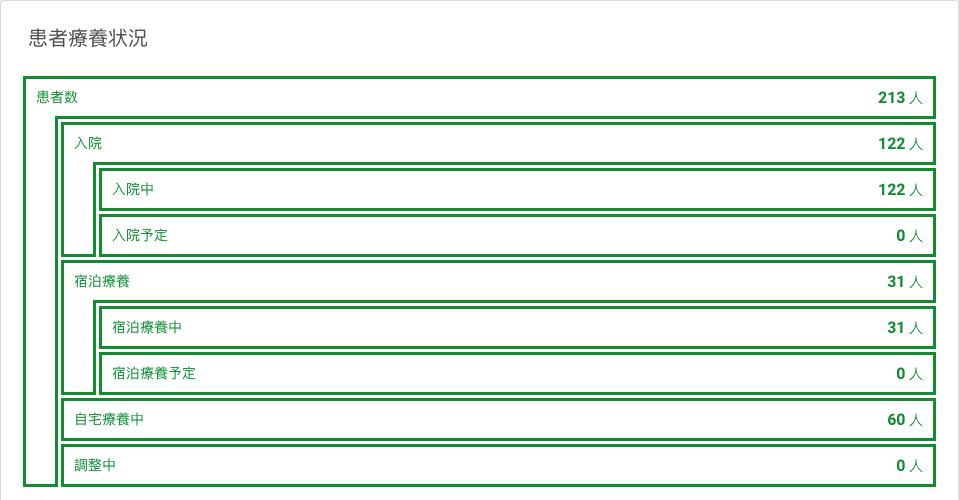 患者療養状況
患者数 213 人
入院 122 人
入院中 122 人
入院予定 0 人
宿泊療養 31 人
宿泊療養中 31 人
宿泊療養予定 0 人
自宅療養中 60 人
調整中 0 人